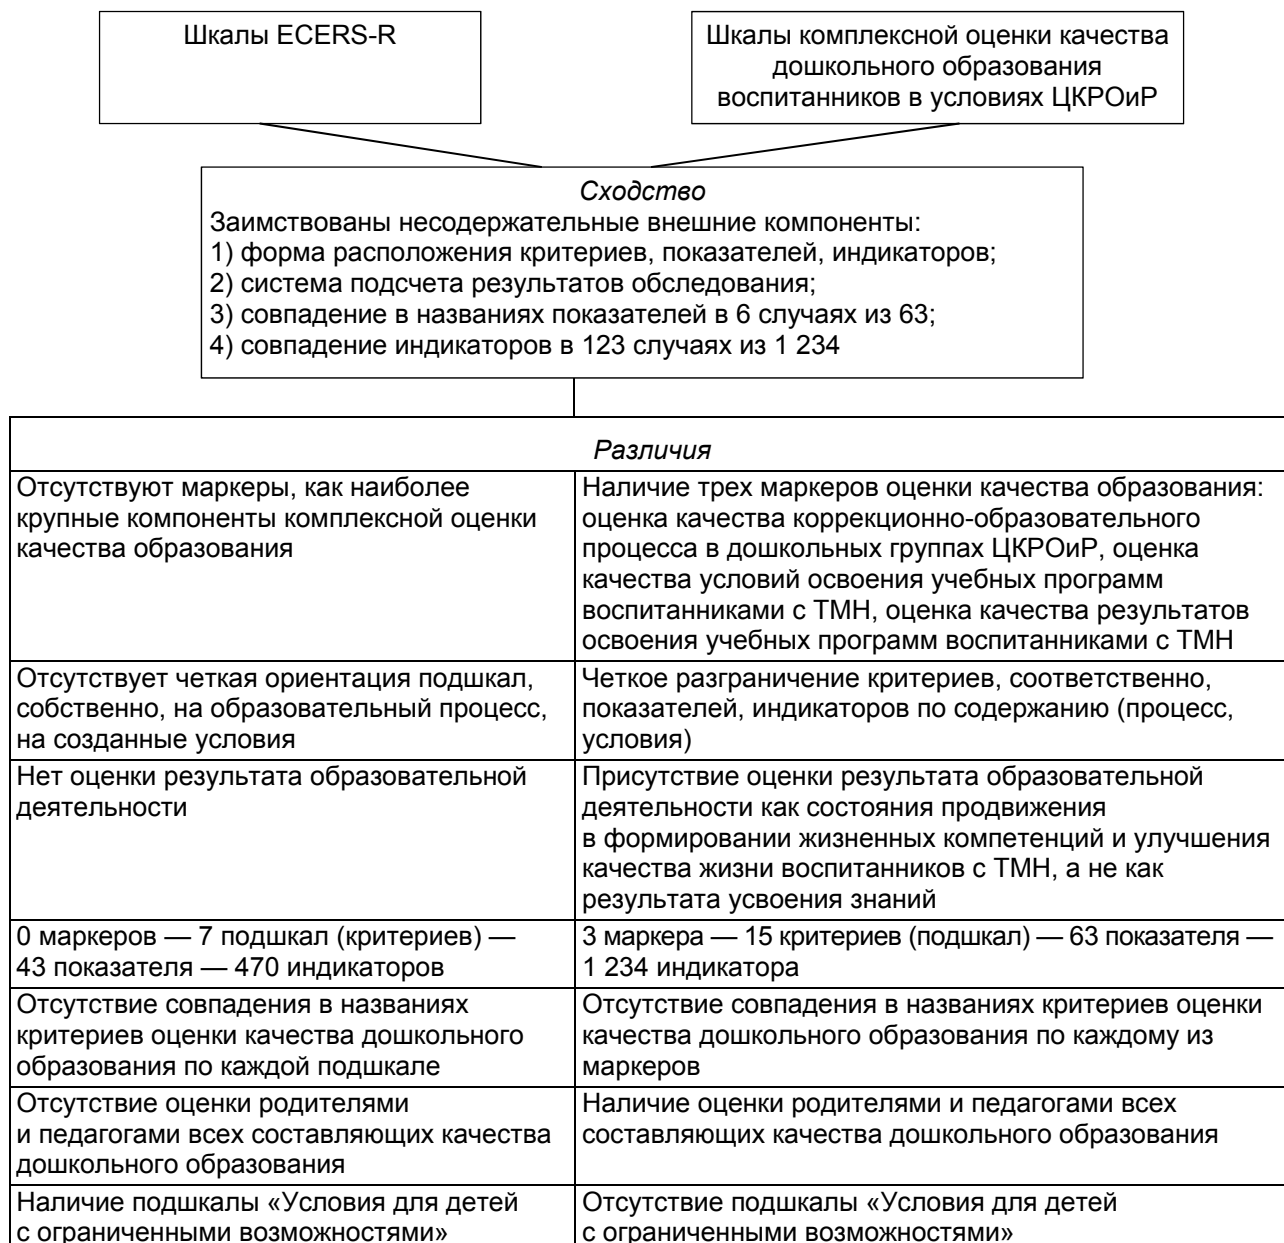 Шкалы ECERS-R
Шкалы комплексной оценки качества
дошкольного образования
воспитанников в условиях ЦКРОиР
Сходство
Заимствованы несодержательные внешние компоненты:
1) форма расположения критериев, показателей, индикаторов;
2) система подсчета результатов обследования;
3) совпадение в названиях показателей в 6 случаях из 63;
4) совпадение индикаторов в 123 случаях из 1 234
Различия
Отсутствуют маркеры, как наиболее
крупные компоненты комплексной оценки
качества образования
Наличие трех маркеров оценки качества образования:
оценка качества коррекционно-образовательного
процесса в дошкольных группах ЦКРОиР, оценка
качества условий освоения учебных программ
воспитанниками с ТМН, оценка качества результатов
освоения учебных программ воспитанниками с ТМН
Отсутствует четкая ориентация подшкал,
собственно, на образовательный процесс,
на созданные условия
Четкое разграничение критериев, соответственно,
показателей, индикаторов по содержанию (процесс,
условия)
Нет оценки результата образовательной
деятельности
Присутствие оценки результата образовательной
деятельности как состояния продвижения
в формировании жизненных компетенций и улучшения
качества жизни воспитанников с ТМН, а не как
результата усвоения знаний
0 маркеров — 7 подшкал (критериев) —
43 показателя — 470 индикаторов
3 маркера — 15 критериев (подшкал) — 63 показателя —
1 234 индикатора
Отсутствие совпадения в названиях
критериев оценки качества дошкольного
образования по каждой подшкале
Отсутствие совпадения в названиях критериев оценки
качества дошкольного образования по каждому из
маркеров
Отсутствие оценки родителями
и педагогами всех составляющих качества
дошкольного образования
Наличие оценки родителями и педагогами всех
составляющих качества дошкольного образования
Наличие подшкалы «Условия для детей
с ограниченными возможностями»
Отсутствие подшкалы «Условия для детей
с ограниченными возможностями»